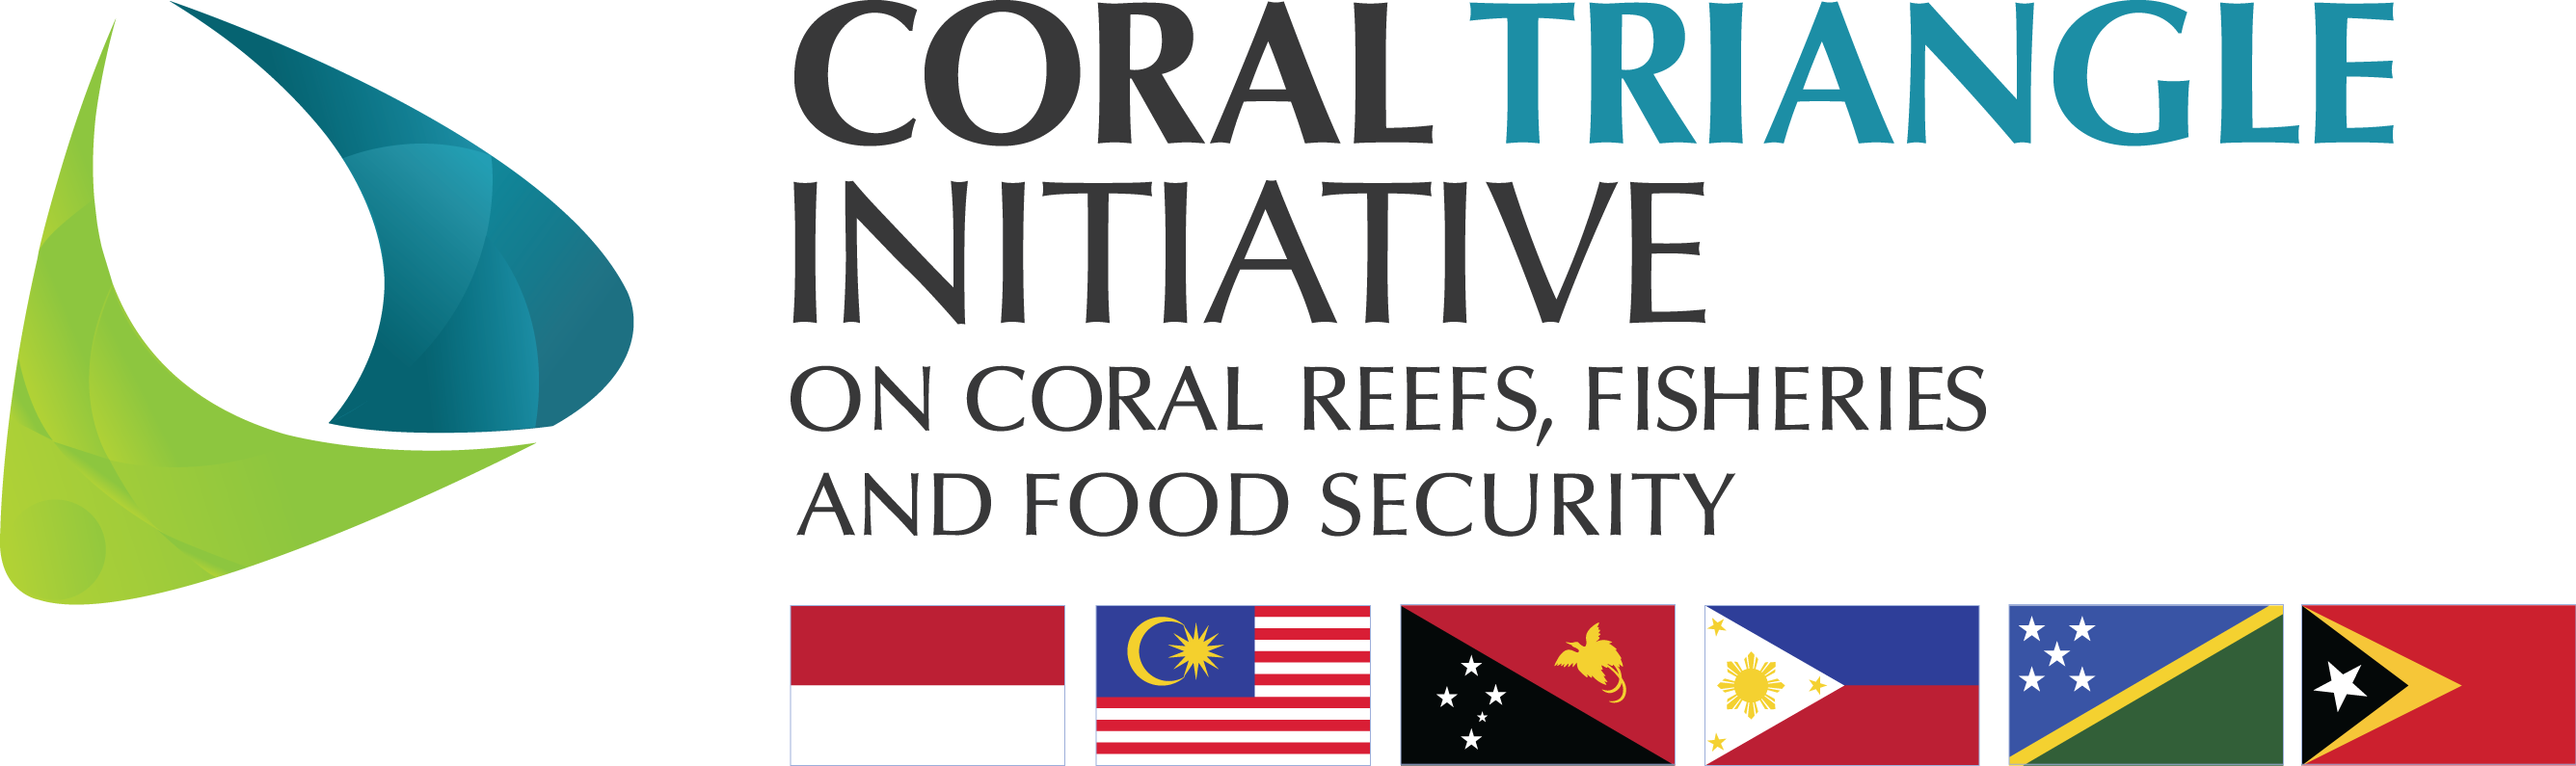 CORAL TRIANGLE
INITIATIVE
ON CORAL REEFS, FISHERIES
AND FOOD SECURITY